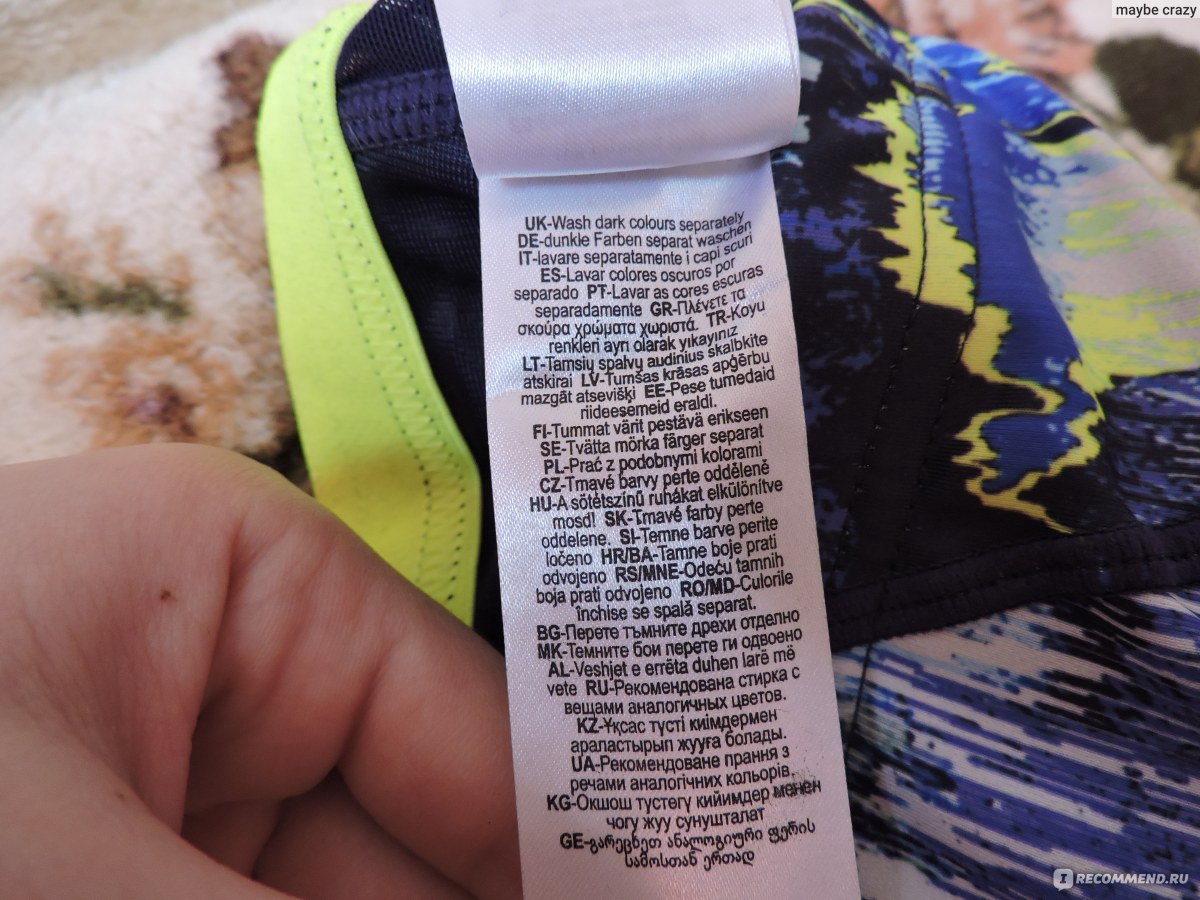 maybe crazy
UK-Wash dark colours separately
DE-dunkle Farben separat waschen
IT-lavare separatamente i capi scuri
ES-Lavar colores oscuros por
separado PT-Lavar as cores escuras
separadamente GR-Πλένετε τα
σκούρα χρώματα χωριστά. TR-Koyu
renkleri ayrı olarak yıkayınız
LT-Tamsių spalvų audinius skalbkite
atskirai LV-Tumšas krāsas apģērbu
mazgāt atsevišķi EE-Pese tumedaid
riideesemeid eraldi.
FI-Tummat värit pestävä erikseen
SE-Tvätta mörka färger separat
PL-Prać z podobnymi kolorami
CZ-Tmavé barvy perte odděleně
HU-A sötétszínű ruhákat elkülönítve
mosd! SK-Tmavé farby perte
oddelene. SI-Temne barve perite
ločeno HR/BA-Tamne boje prati
odvojeno RS/MNE-Odeću tamnih
boja prati odvojeno RO/MD-Culorile
închise se spală separat.
BG-Перете тъмните дрехи отделно
MK-Темните бои перете ги одвоено
AL-Veshjet e errëta duhen larë më
vete RU-Рекомендована стирка с
вещами аналогичных цветов.
KZ-Ұқсас түсті киімдермен
араластырып жууға болады.
UA-Рекомендоване прання з
речами аналогічних кольорів.
KG-Окшош түстөгү кийимдер менен
чогу жуу сунушталат
GE-გარეცხეთ ანალოგიური ფერის
სამოსთან ერთად
I RECOMMEND.RU